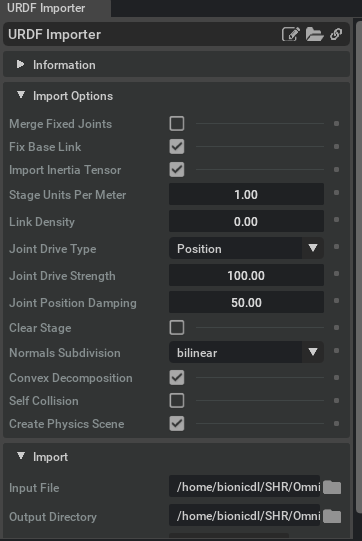 URDF Importer
URDF Importer
Information
Import Options
Merge Fixed Joints
Fix Base Link
Import Inertia Tensor
Stage Units Per Meter 1.00
Link Density 0.00
Joint Drive Type Position
Joint Drive Strength 100.00
Joint Position Damping 50.00
Clear Stage
Normals Subdivision bilinear
Convex Decomposition
Self Collision
Create Physics Scene
Import
Input File /home/bionicdl/SHR/Omni
Output Directory /home/bionicdl/SHR/Omni